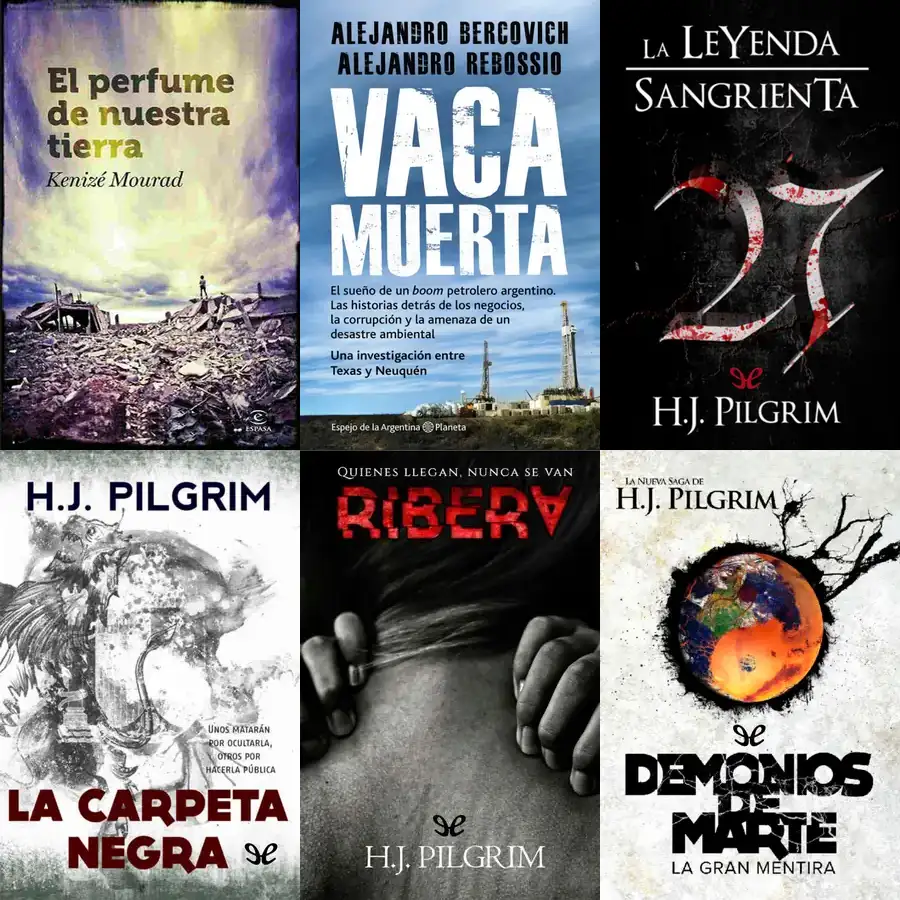 El perfume
de nuestra
tierra
Kenizé Mourad
e
ESPASA
ALEJANDRO BERCOVICH
ALEJANDRO REBOSSIO
VACA
MUERTA
El sueño de un boom petrolero argentino.
Las historias detrás de los negocios,
la corrupción y la amenaza de un
desastre ambiental
Una investigación entre
Texas y Neuquén
Espejo de la Argentina Planeta
LA LEYENDA
SANGRIENTA
27
H.J. PILGRIM
H.J. PILGRIM
UNOS MATARÁN
POR OCULTARLA,
OTROS POR
HACERLA PÚBLICA
LA CARPETA
NEGRA
QUIENES LLEGAN, NUNCA SE VAN
RIBERA
H.J. PILGRIM
LA NUEVA SAGA DE
H.J. PILGRIM
DEMONIOS
DE
MARTE
LA GRAN MENTIRA